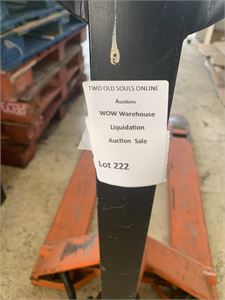 TWO OLD SOULS ONLINE
Auctions
WOW Warehouse
Liquidation
Auction Sale
Lot 222